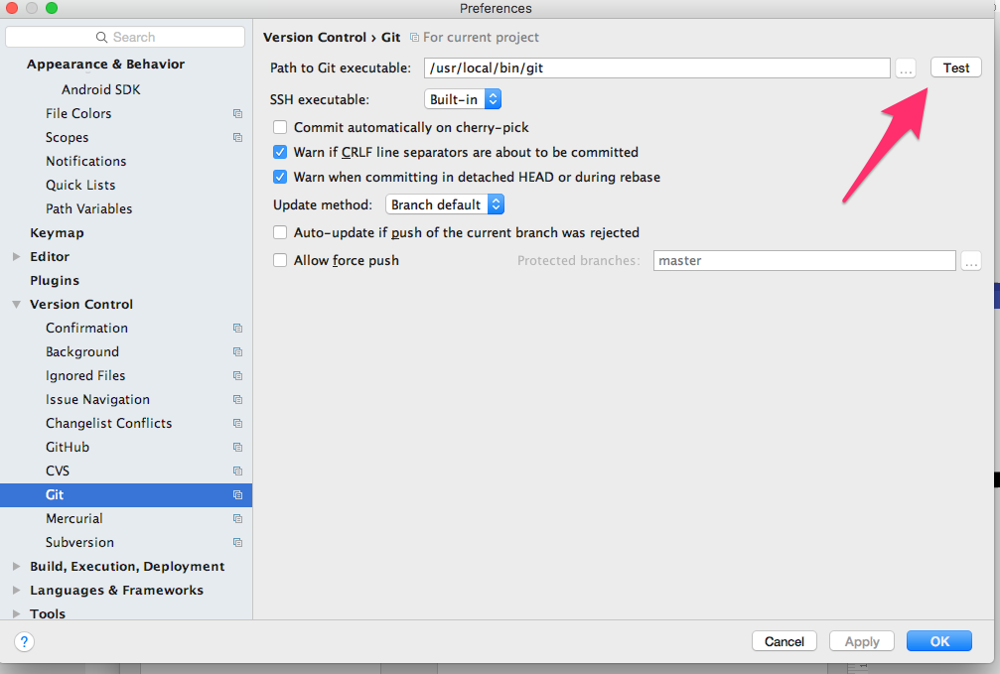 Preferences
Search
Appearance & Behavior
Android SDK
File Colors
Scopes
Notifications
Quick Lists
Path Variables
Keymap
Editor
Plugins
Version Control
Confirmation
Background
Ignored Files
Issue Navigation
Changelist Conflicts
GitHub
CVS
Git
Mercurial
Subversion
Build, Execution, Deployment
Languages & Frameworks
Tools
Version Control › Git For current project
Path to Git executable: /usr/local/bin/git ... Test
SSH executable: Built-in
Commit automatically on cherry-pick
Warn if CRLF line separators are about to be committed
Warn when committing in detached HEAD or during rebase
Update method: Branch default
Auto-update if push of the current branch was rejected
Allow force push Protected branches: master ...
? Cancel Apply OK